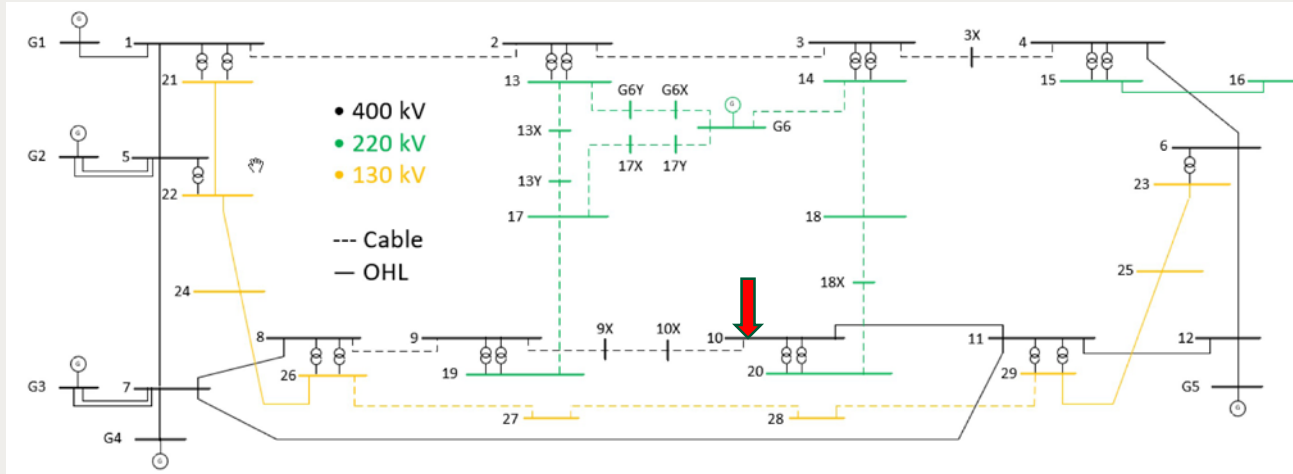 G
G1
1
2
3
3X
4
21
13
14
15
16
G6Y
G6X
G
G6
• 400 kV
• 220 kV
• 130 kV
13X
17X
17Y
G
G2
5
22
6
23
13Y
17
18
--- Cable
— OHL
24
25
18X
8
9
9X
10X
10
11
12
26
19
20
29
G
G3
7
G5
G
27
28
G4
G